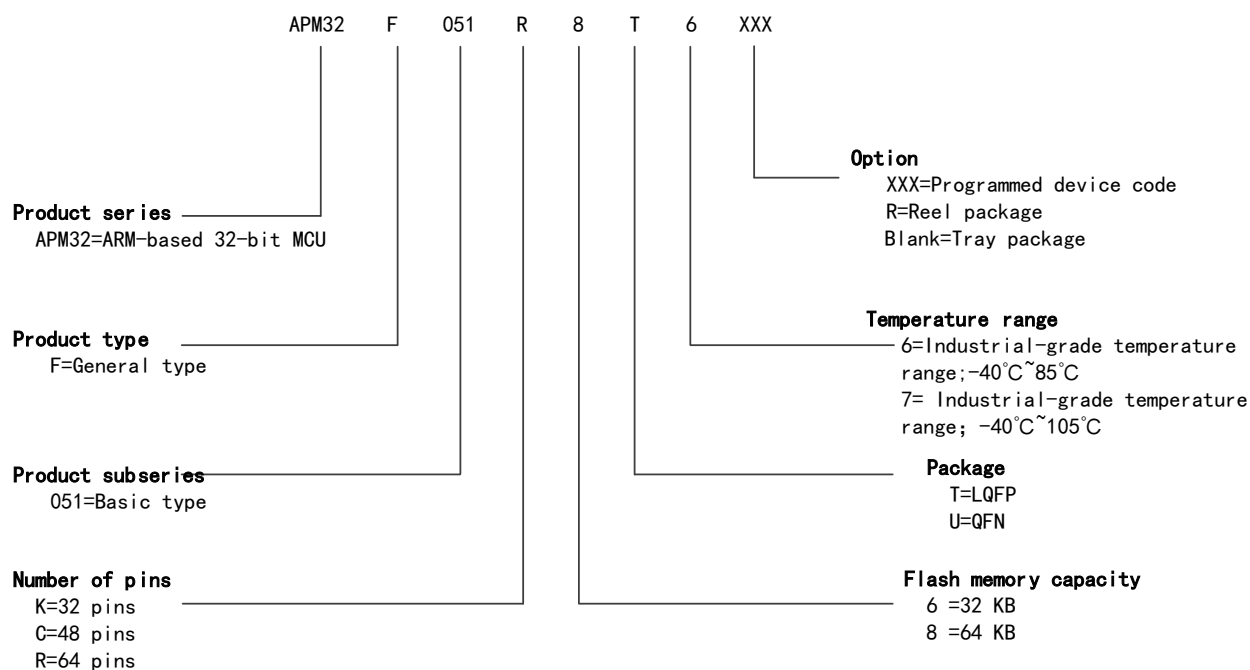 APM32 F 051 R 8 T 6 XXX
Option
XXX=Programmed device code
R=Reel package
Blank=Tray package
Product series
APM32=ARM-based 32-bit MCU
Temperature range
6=Industrial-grade temperature
range;-40℃~85℃
7= Industrial-grade temperature
range; -40℃~105℃
Product type
F=General type
Package
T=LQFP
U=QFN
Product subseries
051=Basic type
Number of pins
K=32 pins
C=48 pins
R=64 pins
Flash memory capacity
6 =32 KB
8 =64 KB